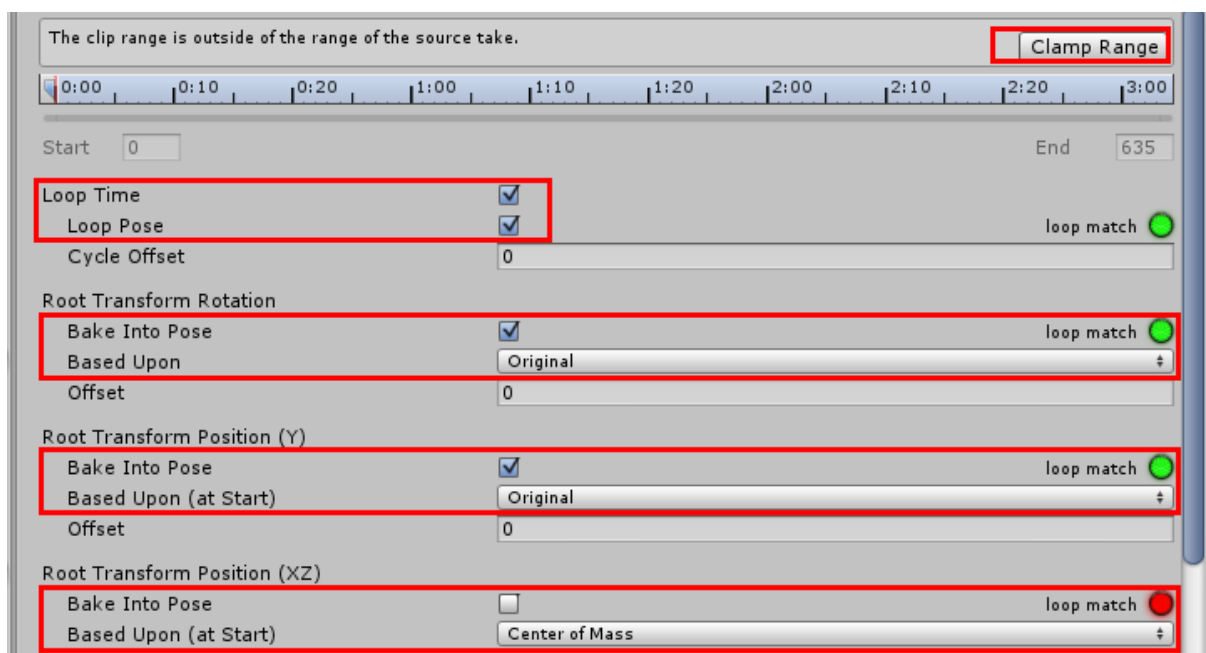 The clip range is outside of the range of the source take.
Clamp Range
0:00 0:10 0:20 1:00 1:10 1:20 2:00 2:10 2:20 3:00
Start 0 End 635
Loop Time
Loop Pose loop match
Cycle Offset 0
Root Transform Rotation
Bake Into Pose loop match
Based Upon Original
Offset 0
Root Transform Position (Y)
Bake Into Pose loop match
Based Upon (at Start) Original
Offset 0
Root Transform Position (XZ)
Bake Into Pose loop match
Based Upon (at Start) Center of Mass